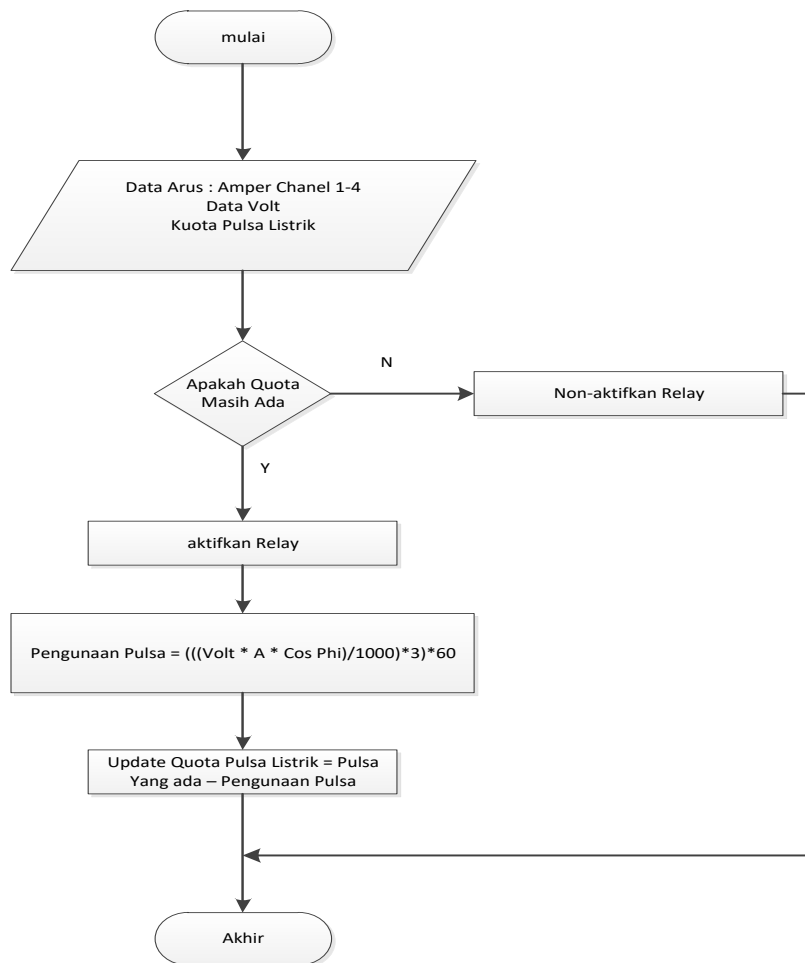 mulai
Data Arus : Amper Chanel 1-4
Data Volt
Kuota Pulsa Listrik
Apakah Quota
Masih Ada
N
Non-aktifkan Relay
Y
aktifkan Relay
Pengunaan Pulsa = (((Volt * A * Cos Phi)/1000)*3)*60
Update Quota Pulsa Listrik = Pulsa
Yang ada – Pengunaan Pulsa
Akhir